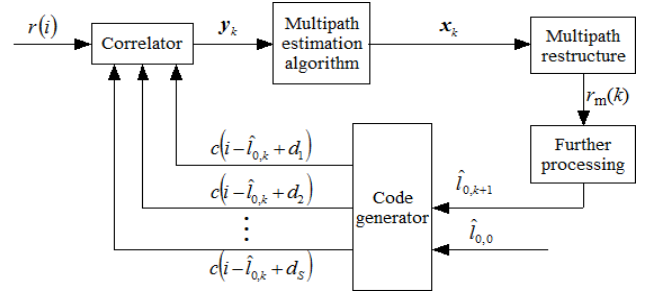 r(i)
Correlator
y_k
Multipath
estimation
algorithm
x_k
Multipath
restructure
r_m(k)
Further
processing
c(i−l̂_{0,k}+d_1)
c(i−l̂_{0,k}+d_2)
⋮
c(i−l̂_{0,k}+d_S)
Code
generator
l̂_{0,k+1}
l̂_{0,0}